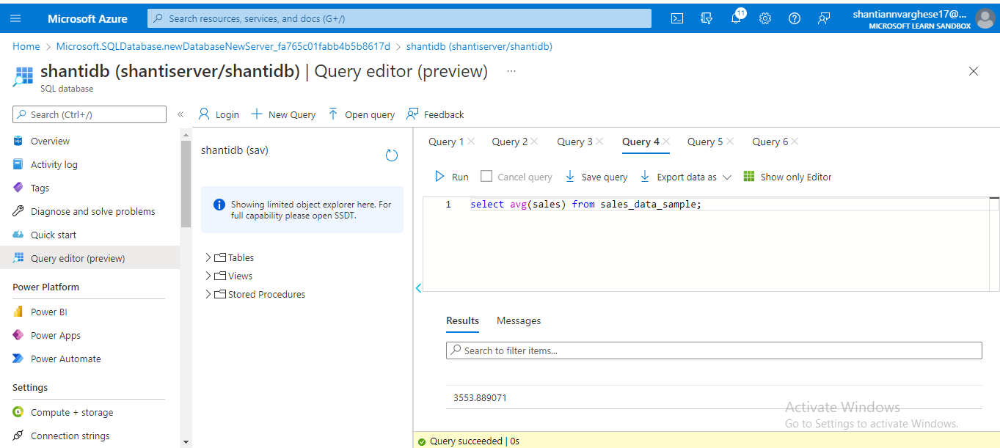 Microsoft Azure
Search resources, services, and docs (G+/)
11
shantiannvarghese17@...
MICROSOFT LEARN SANDBOX
Home > Microsoft.SQLDatabase.newDatabaseNewServer_fa765c01fabb4b5b8617d > shantidb (shantiserver/shantidb)
shantidb (shantiserver/shantidb) | Query editor (preview) ...
SQL database
Search (Ctrl+/)
«
Overview
Activity log
Tags
Diagnose and solve problems
Quick start
Query editor (preview)
Power Platform
Power BI
Power Apps
Power Automate
Settings
Compute + storage
Connection strings
Login
New Query
Open query
Feedback
shantidb (sav)
Showing limited object explorer here. For
full capability please open SSDT.
Tables
Views
Stored Procedures
Query 1 Query 2 Query 3 Query 4 Query 5 Query 6
Run Cancel query Save query Export data as Show only Editor
1 select avg(sales) from sales_data_sample;
Results Messages
Search to filter items...
3553.889071
Activate Windows
Go to Settings to activate Windows.
Query succeeded | 0s